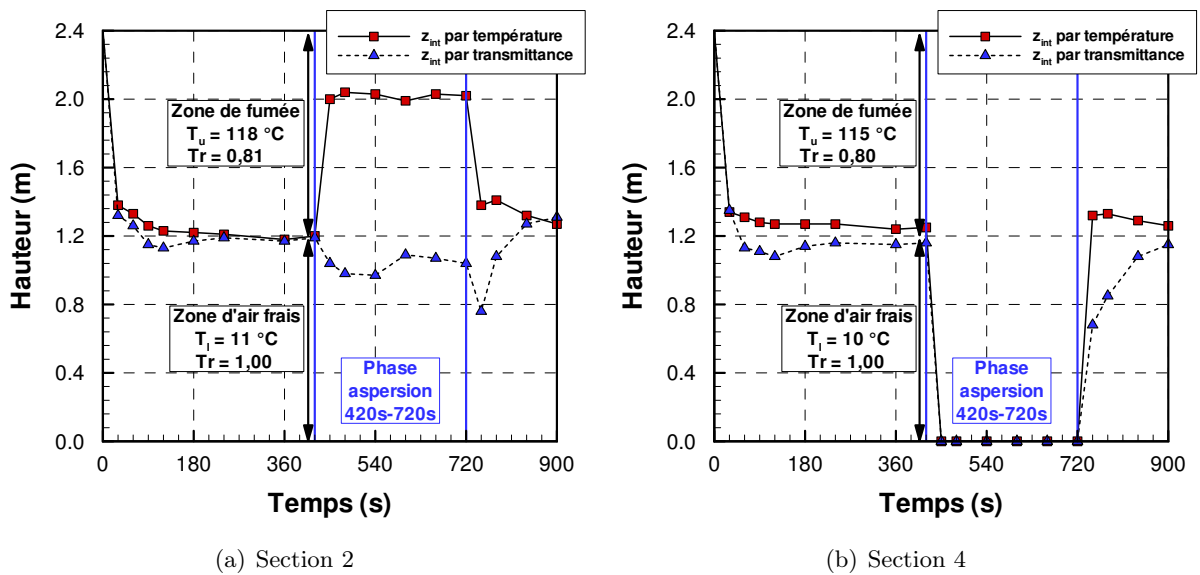 z_int par température
z_int par transmittance
Hauteur (m)
2.4
2.0
1.6
1.2
0.8
0.4
0.0
Zone de fumée
T_u = 118 °C
Tr = 0,81
Zone d'air frais
T_l = 11 °C
Tr = 1,00
Phase
aspersion
420s-720s
0 180 360 540 720 900
Temps (s)
(a) Section 2
z_int par température
z_int par transmittance
Hauteur (m)
2.4
2.0
1.6
1.2
0.8
0.4
0.0
Zone de fumée
T_u = 115 °C
Tr = 0,80
Zone d'air frais
T_l = 10 °C
Tr = 1,00
Phase
aspersion
420s-720s
0 180 360 540 720 900
Temps (s)
(b) Section 4